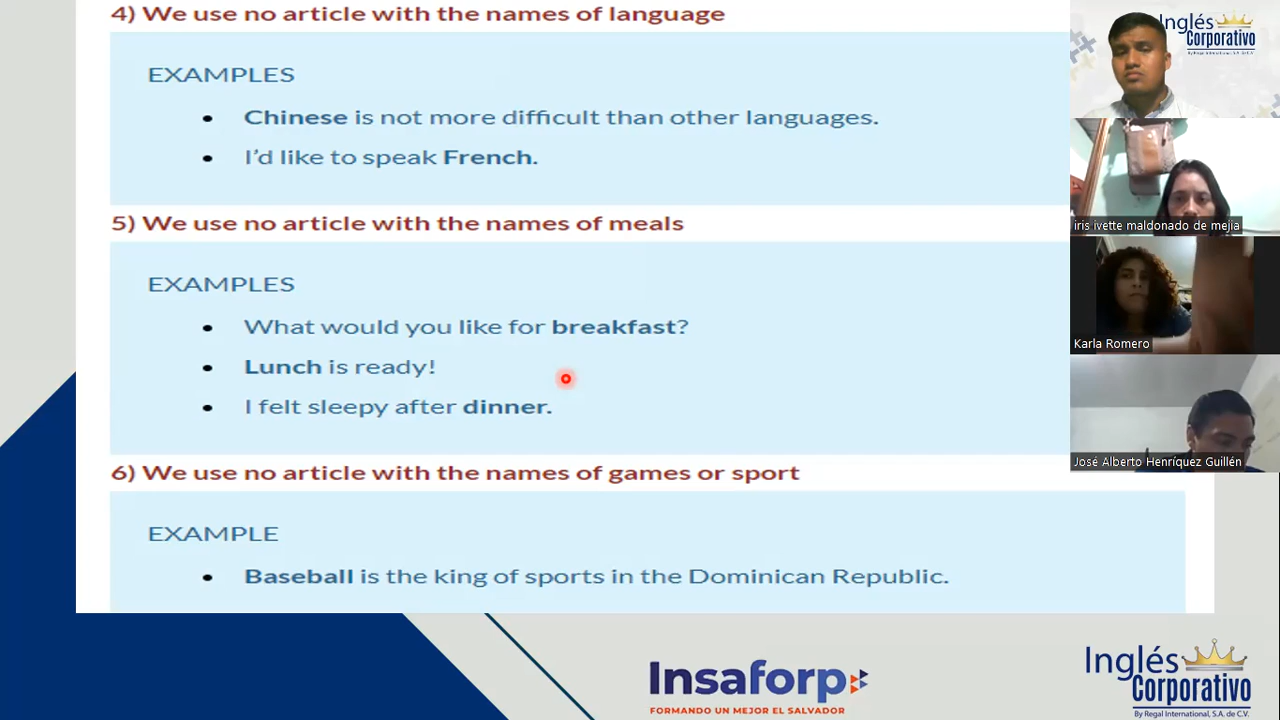 4) We use no article with the names of language
EXAMPLES
• Chinese is not more difficult than other languages.
• I'd like to speak French.
5) We use no article with the names of meals
EXAMPLES
• What would you like for breakfast?
• Lunch is ready!
• I felt sleepy after dinner.
6) We use no article with the names of games or sport
EXAMPLE
• Baseball is the king of sports in the Dominican Republic.
Inglés
Corporativo
By Regal International, S.A. de C.V.
iris ivette maldonado de mejia
Karla Romero
José Alberto Henríquez Guillén
Insaforp
FORMANDO UN MEJOR EL SALVADOR
Inglés
Corporativo
By Regal International, S.A. de C.V.